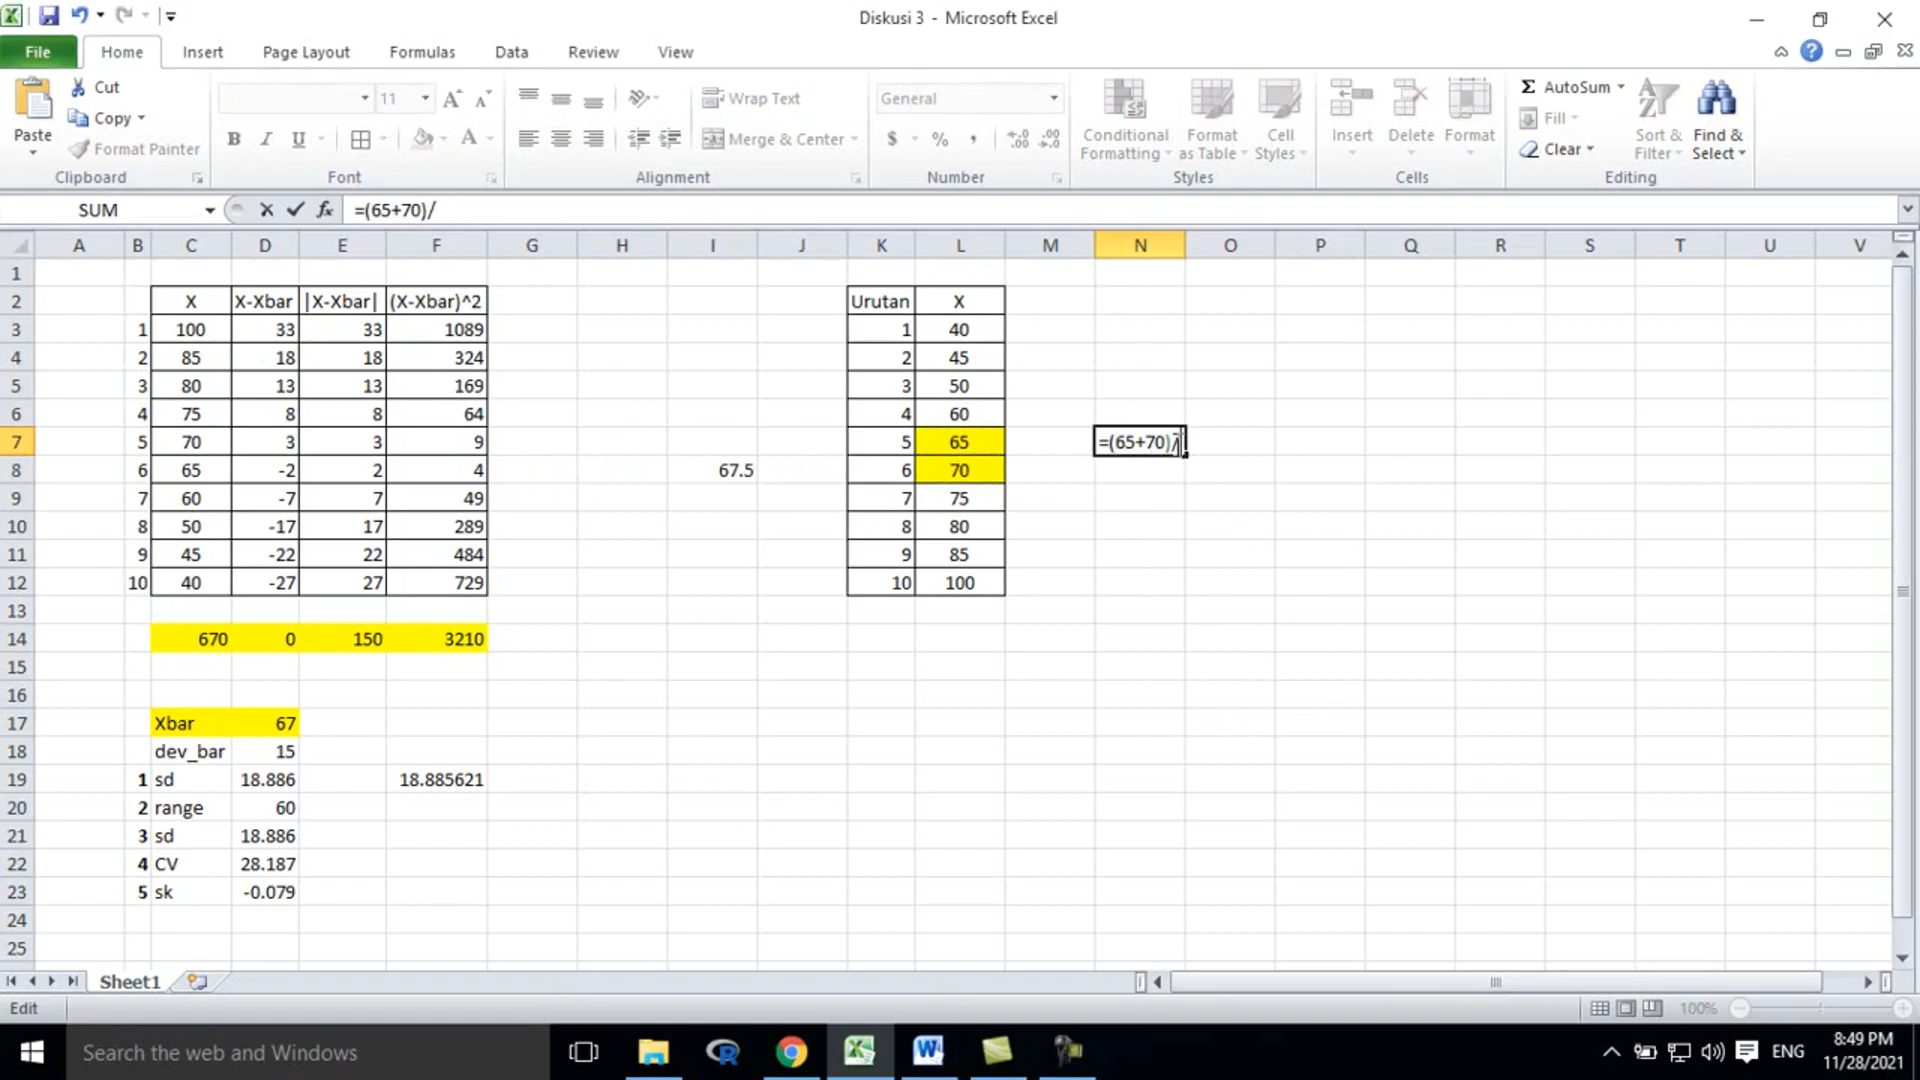 Diskusi 3 - Microsoft Excel
File Home Insert Page Layout Formulas Data Review View
Paste
Cut
Copy
Format Painter
Clipboard
11
B I U A
Font
Wrap Text
Merge & Center
Alignment
General
$ % ,
Number
Conditional Formatting
Format as Table
Cell Styles
Styles
Insert Delete Format
Cells
Σ AutoSum
Fill
Clear
Sort & Filter
Find & Select
Editing
SUM fx =(65+70)/
A B C D E F G H I J K L M N O P Q R S T U V
1
2 X X-Xbar |X-Xbar| (X-Xbar)^2 Urutan X
3 1 100 33 33 1089 1 40
4 2 85 18 18 324 2 45
5 3 80 13 13 169 3 50
6 4 75 8 8 64 4 60
7 5 70 3 3 9 5 65 =(65+70)/
8 6 65 -2 2 4 67.5 6 70
9 7 60 -7 7 49 7 75
10 8 50 -17 17 289 8 80
11 9 45 -22 22 484 9 85
12 10 40 -27 27 729 10 100
13
14 670 0 150 3210
15
16
17 Xbar 67
18 dev_bar 15
19 1 sd 18.886 18.885621
20 2 range 60
21 3 sd 18.886
22 4 CV 28.187
23 5 sk -0.079
24
25
Sheet1
Edit 100%
Search the web and Windows
ENG
8:49 PM
11/28/2021